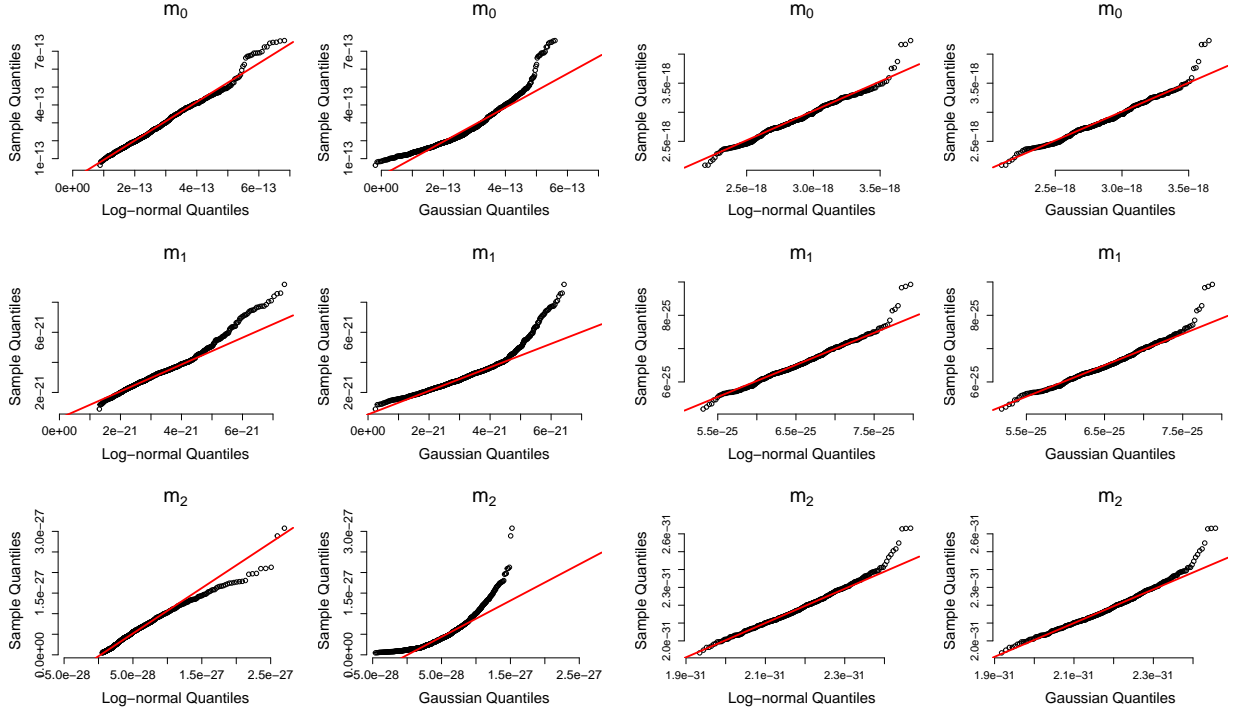 m0
Sample Quantiles
1e−13 4e−13 7e−13
0e+00 2e−13 4e−13 6e−13
Log−normal Quantiles
m0
Sample Quantiles
1e−13 4e−13 7e−13
0e+00 2e−13 4e−13 6e−13
Gaussian Quantiles
m0
Sample Quantiles
2.5e−18 3.5e−18
2.5e−18 3.0e−18 3.5e−18
Log−normal Quantiles
m0
Sample Quantiles
2.5e−18 3.5e−18
2.5e−18 3.0e−18 3.5e−18
Gaussian Quantiles
m1
Sample Quantiles
2e−21 6e−21
0e+00 2e−21 4e−21 6e−21
Log−normal Quantiles
m1
Sample Quantiles
2e−21 6e−21
0e+00 2e−21 4e−21 6e−21
Gaussian Quantiles
m1
Sample Quantiles
6e−25 8e−25
5.5e−25 6.5e−25 7.5e−25
Log−normal Quantiles
m1
Sample Quantiles
6e−25 8e−25
5.5e−25 6.5e−25 7.5e−25
Gaussian Quantiles
m2
Sample Quantiles
0.0e+00 1.5e−27 3.0e−27
−5.0e−28 5.0e−28 1.5e−27 2.5e−27
Log−normal Quantiles
m2
Sample Quantiles
0.0e+00 1.5e−27 3.0e−27
−5.0e−28 5.0e−28 1.5e−27 2.5e−27
Gaussian Quantiles
m2
Sample Quantiles
2.0e−31 2.3e−31 2.6e−31
1.9e−31 2.1e−31 2.3e−31
Log−normal Quantiles
m2
Sample Quantiles
2.0e−31 2.3e−31 2.6e−31
1.9e−31 2.1e−31 2.3e−31
Gaussian Quantiles